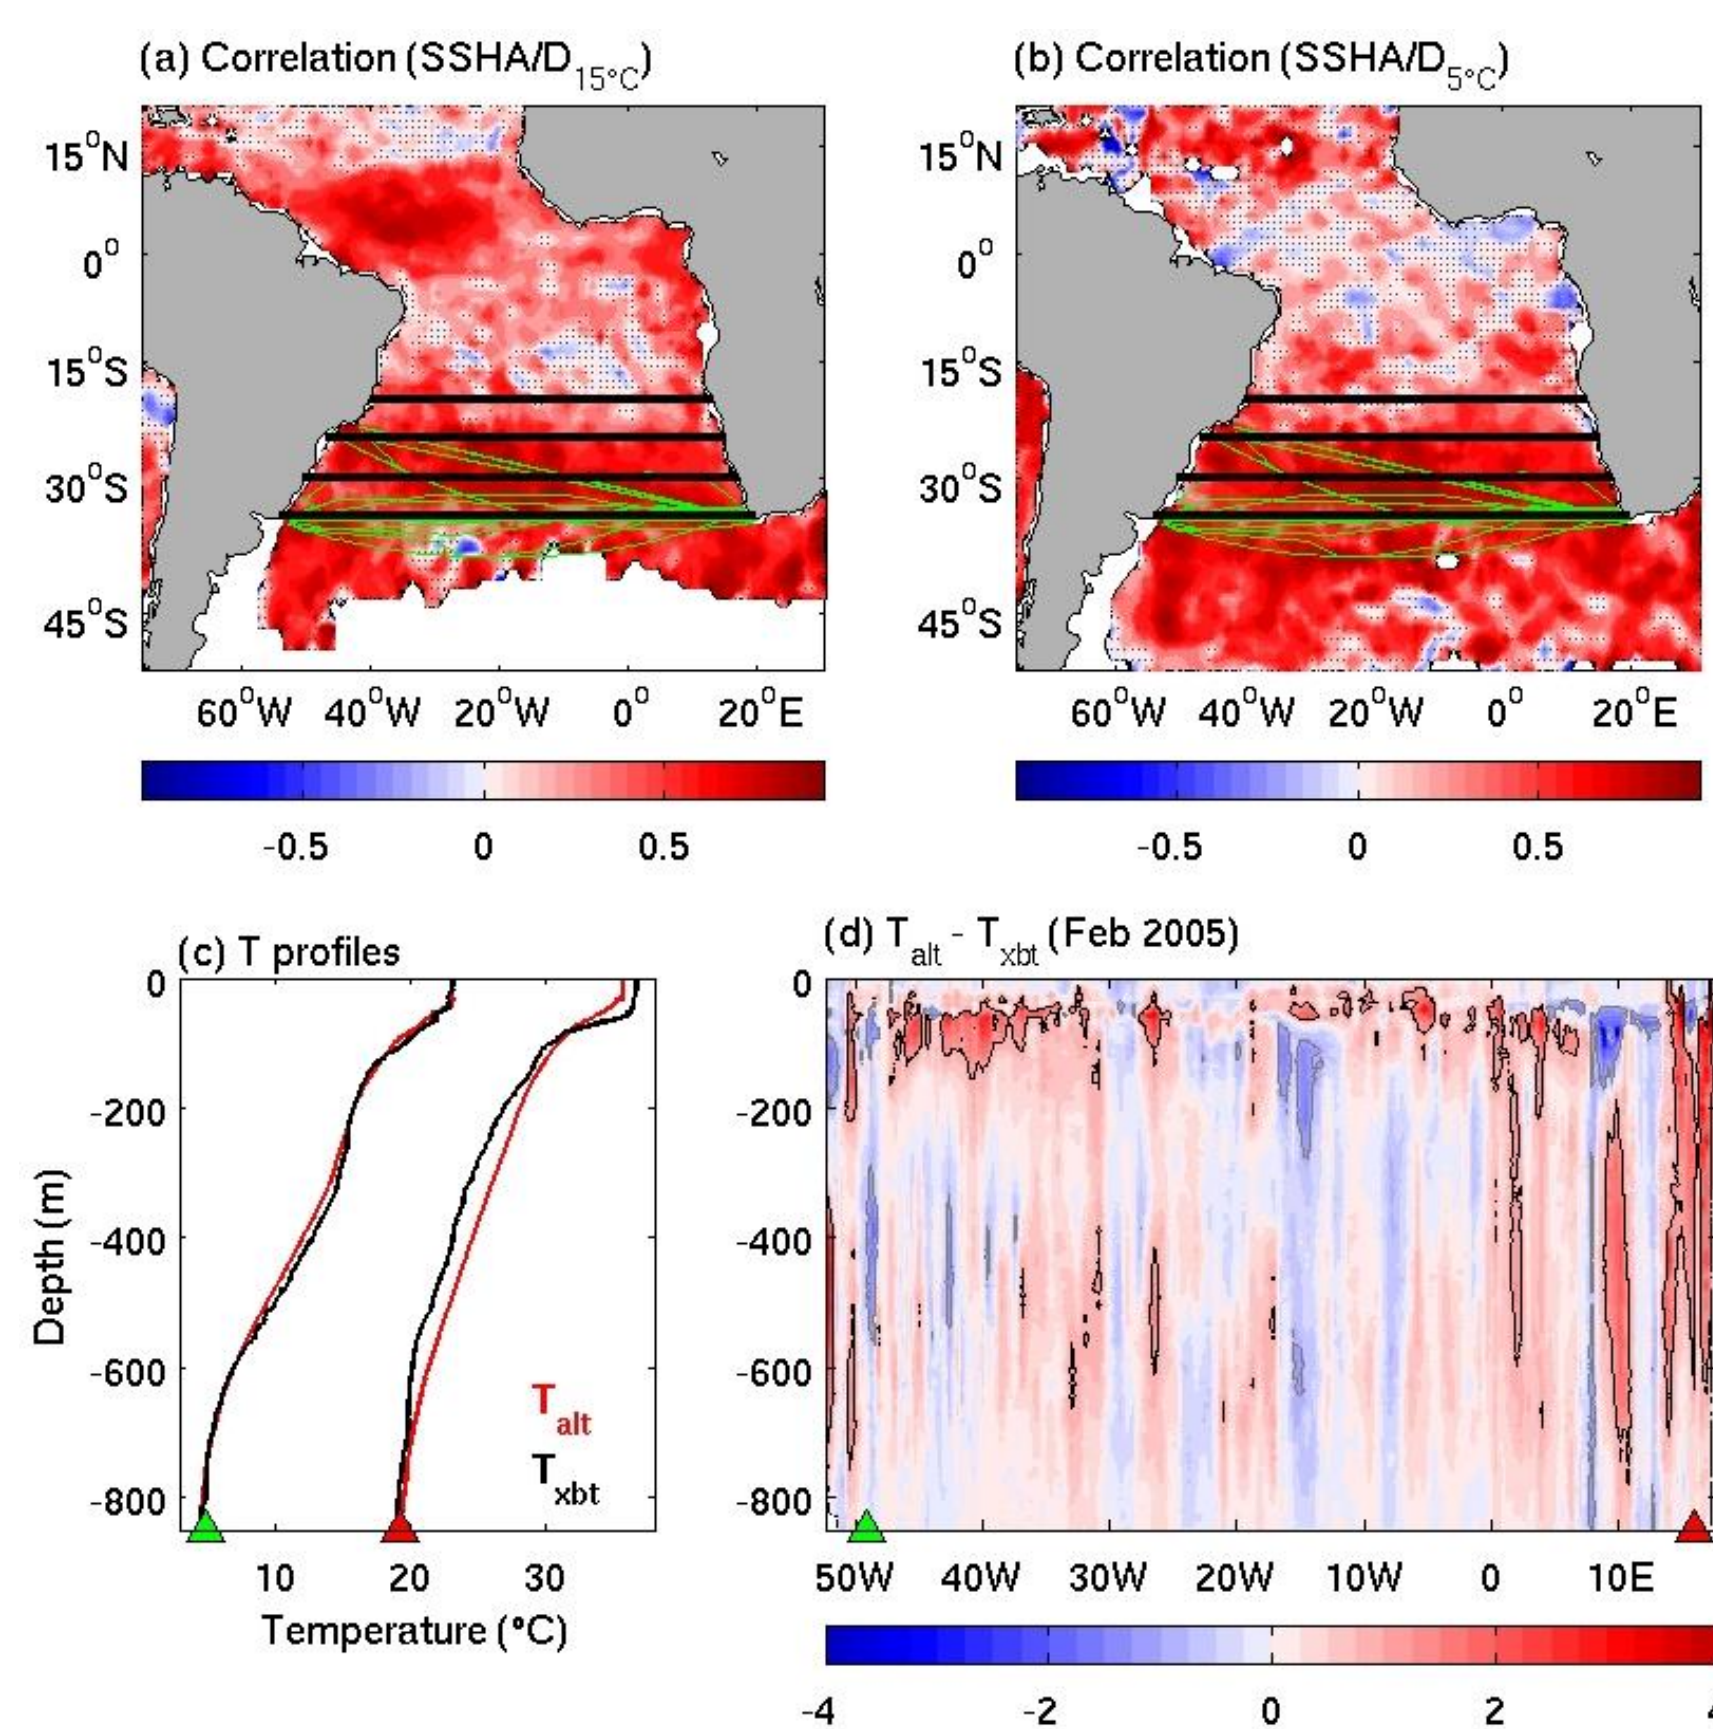 (a) Correlation (SSHA/D15°C)
15°N
0°
15°S
30°S
45°S
60°W 40°W 20°W 0° 20°E
-0.5 0 0.5
(b) Correlation (SSHA/D5°C)
15°N
0°
15°S
30°S
45°S
60°W 40°W 20°W 0° 20°E
-0.5 0 0.5
(c) T profiles
0
-200
-400
-600
-800
Depth (m)
Talt
Txbt
10 20 30
Temperature (°C)
(d) Talt - Txbt (Feb 2005)
0
-200
-400
-600
-800
50W 40W 30W 20W 10W 0 10E
-4 -2 0 2